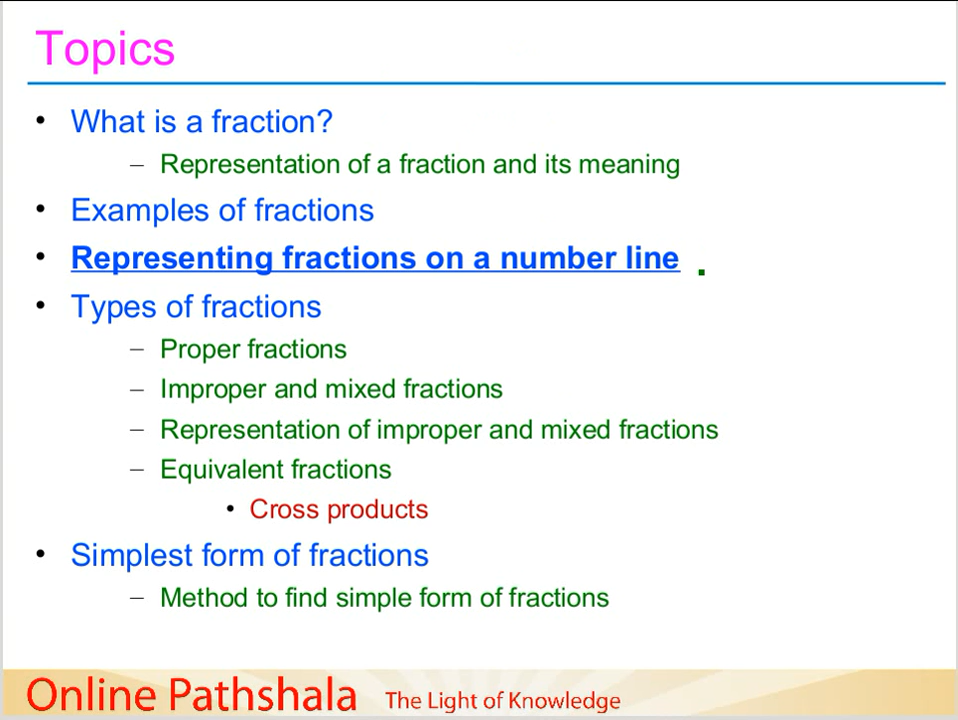 Topics
• What is a fraction?
– Representation of a fraction and its meaning
• Examples of fractions
• Representing fractions on a number line .
• Types of fractions
– Proper fractions
– Improper and mixed fractions
– Representation of improper and mixed fractions
– Equivalent fractions
• Cross products
• Simplest form of fractions
– Method to find simple form of fractions
Online Pathshala The Light of Knowledge